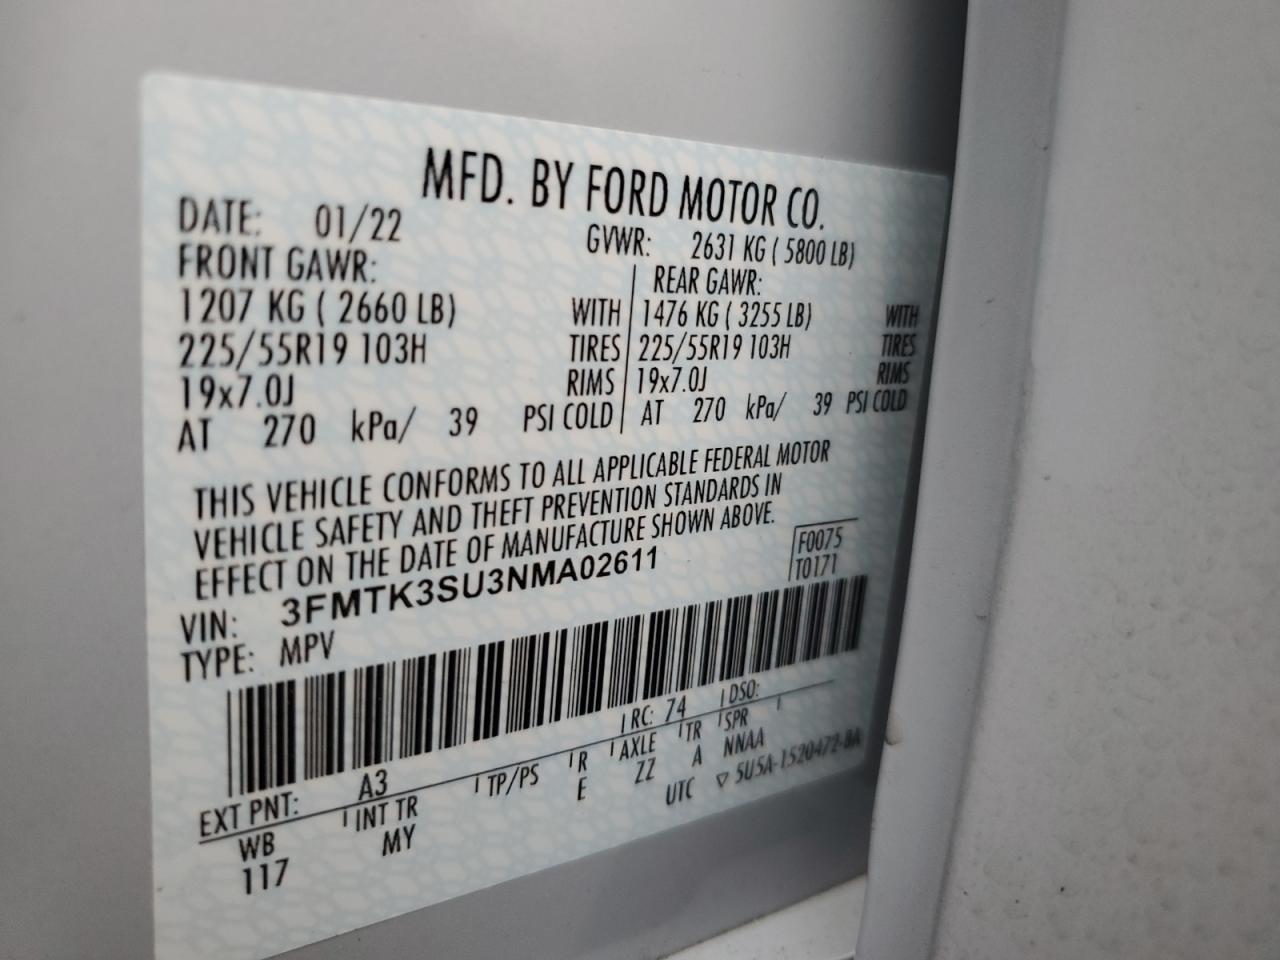 MFD. BY FORD MOTOR CO.
DATE: 01/22
GVWR: 2631 KG ( 5800 LB)
FRONT GAWR:
1207 KG ( 2660 LB) WITH
225/55R19 103H TIRES
19x7.0J RIMS
AT 270 kPa/ 39 PSI COLD
REAR GAWR:
1476 KG ( 3255 LB) WITH
225/55R19 103H TIRES
19x7.0J RIMS
AT 270 kPa/ 39 PSI COLD
THIS VEHICLE CONFORMS TO ALL APPLICABLE FEDERAL MOTOR
VEHICLE SAFETY AND THEFT PREVENTION STANDARDS IN
EFFECT ON THE DATE OF MANUFACTURE SHOWN ABOVE.
F0075
T0171
VIN: 3FMTK3SU3NMA02611
TYPE: MPV
EXT PNT: A3 RC: 74 DSO:
WB INT TR TP/PS R AXLE TR SPR
117 MY E ZZ A NNAA
UTC ▽ 5U5A-1520472-BA